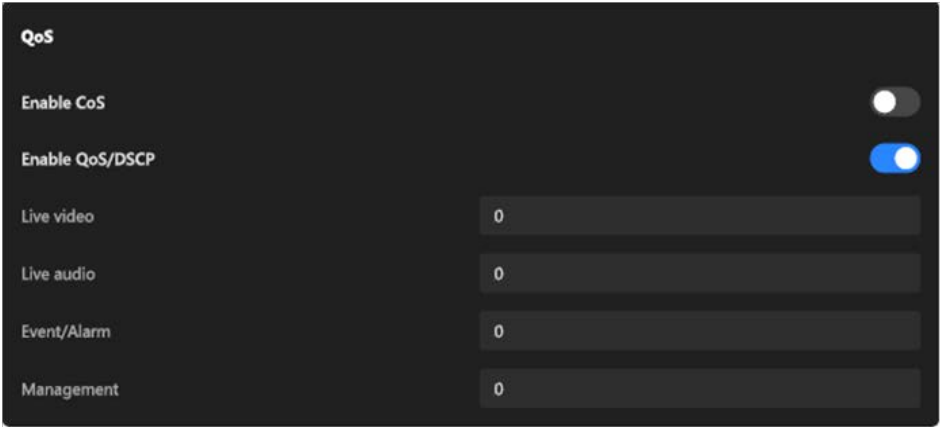 QoS
Enable CoS
Enable QoS/DSCP
Live video 0
Live audio 0
Event/Alarm 0
Management 0